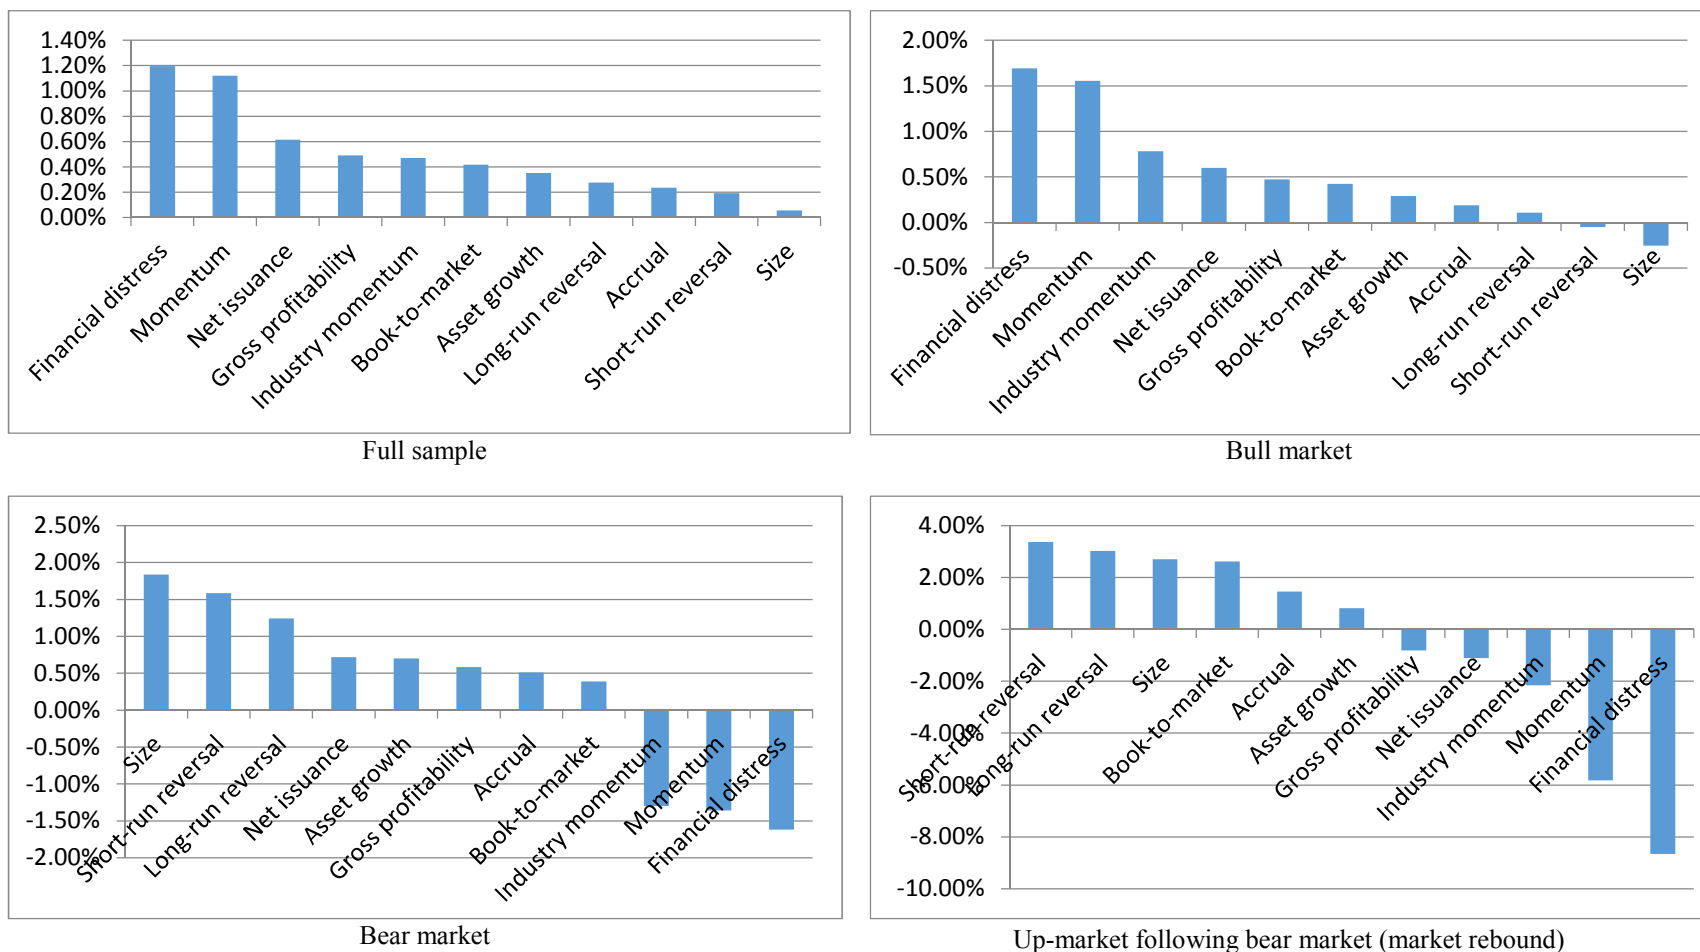 1.40%
1.20%
1.00%
0.80%
0.60%
0.40%
0.20%
0.00%
Financial distress
Momentum
Net issuance
Gross profitability
Industry momentum
Book-to-market
Asset growth
Long-run reversal
Accrual
Short-run reversal
Size
Full sample
2.00%
1.50%
1.00%
0.50%
0.00%
-0.50%
Financial distress
Momentum
Industry momentum
Net issuance
Gross profitability
Book-to-market
Asset growth
Accrual
Long-run reversal
Short-run reversal
Size
Bull market
2.50%
2.00%
1.50%
1.00%
0.50%
0.00%
-0.50%
-1.00%
-1.50%
-2.00%
Size
Short-run reversal
Long-run reversal
Net issuance
Asset growth
Gross profitability
Accrual
Book-to-market
Industry momentum
Momentum
Financial distress
Bear market
4.00%
2.00%
0.00%
-2.00%
-4.00%
-6.00%
-8.00%
-10.00%
Short-run-reversal
Long-run reversal
Size
Book-to-market
Accrual
Asset growth
Gross profitability
Net issuance
Industry momentum
Momentum
Financial distress
Up-market following bear market (market rebound)